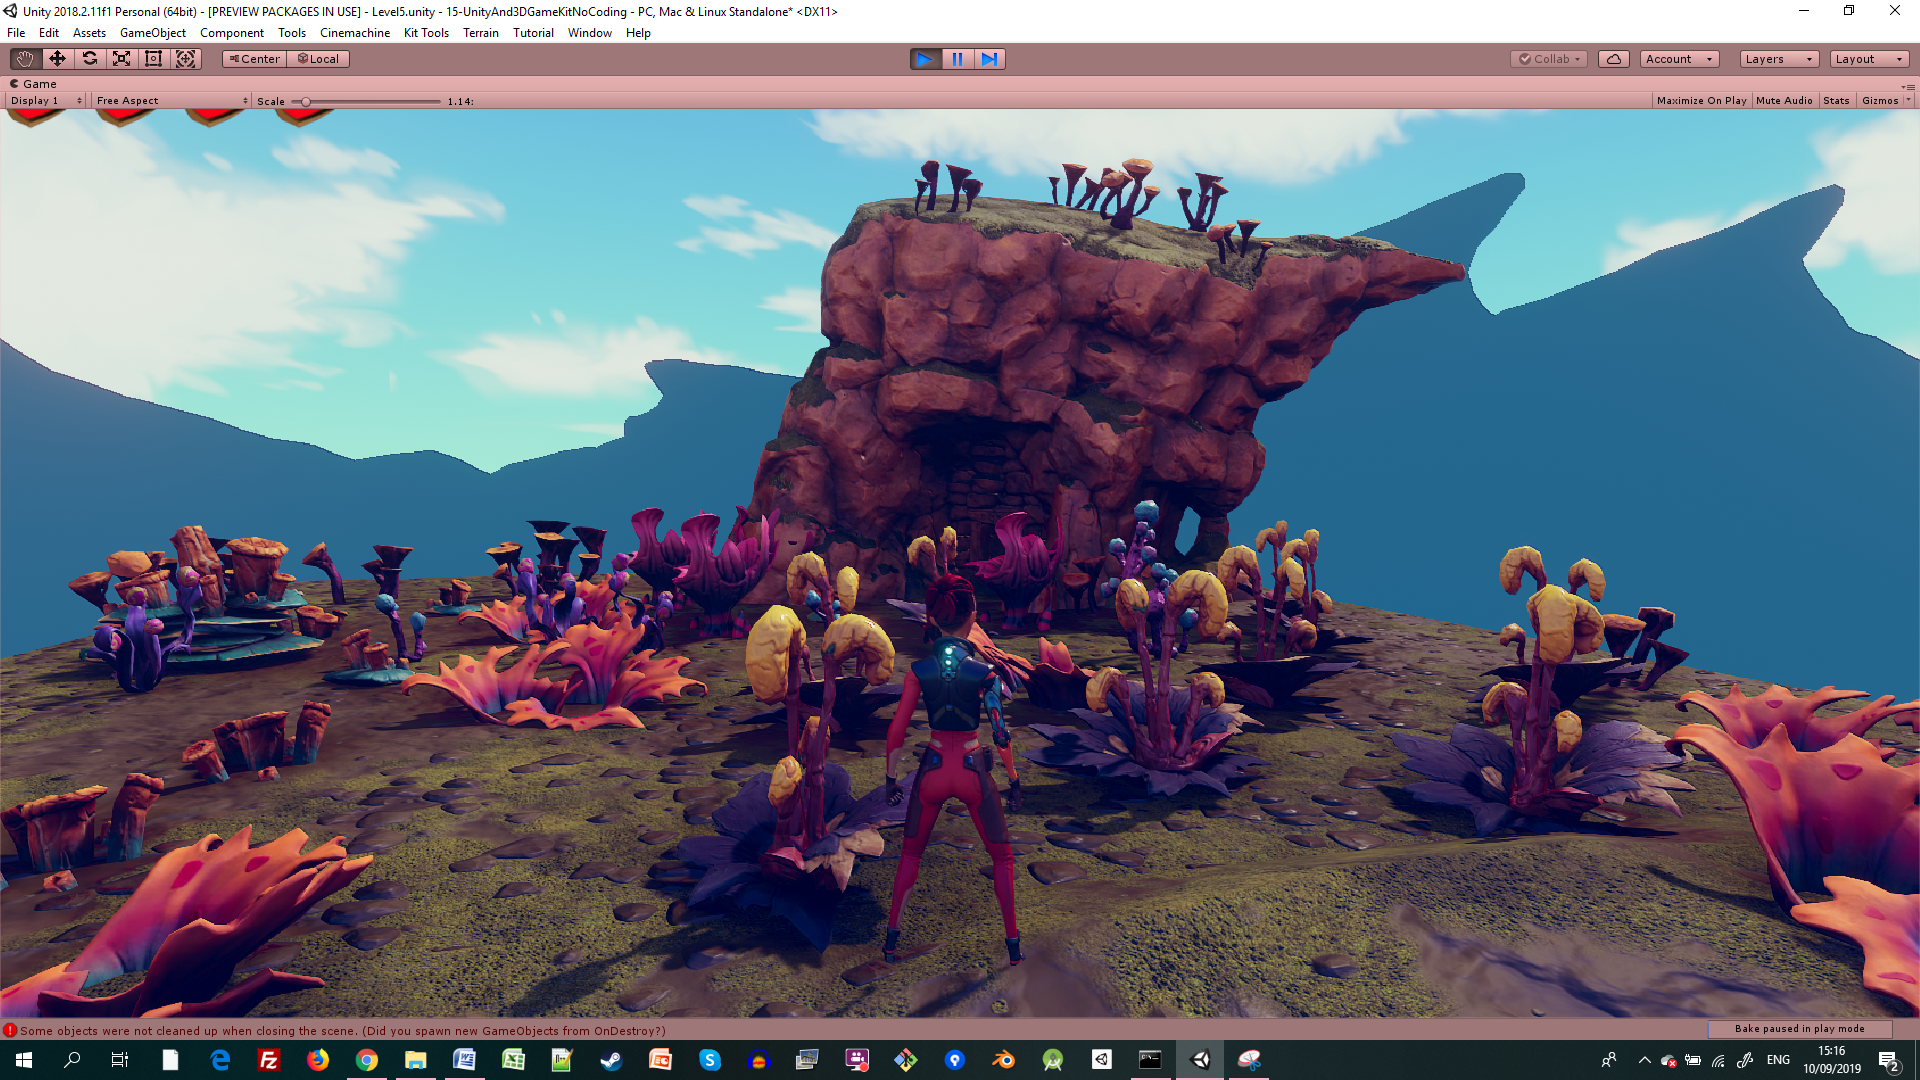 Unity 2018.2.11f1 Personal (64bit) - [PREVIEW PACKAGES IN USE] - Level5.unity - 15-UnityAnd3DGameKitNoCoding - PC, Mac & Linux Standalone* <DX11>
File Edit Assets GameObject Component Tools Cinemachine Kit Tools Terrain Tutorial Window Help
Center Local Collab Account Layers Layout
Game
Display 1 Free Aspect Scale 1.14: Maximize On Play Mute Audio Stats Gizmos
Some objects were not cleaned up when closing the scene. (Did you spawn new GameObjects from OnDestroy?)
Bake paused in play mode
ENG
15:16
10/09/2019
2